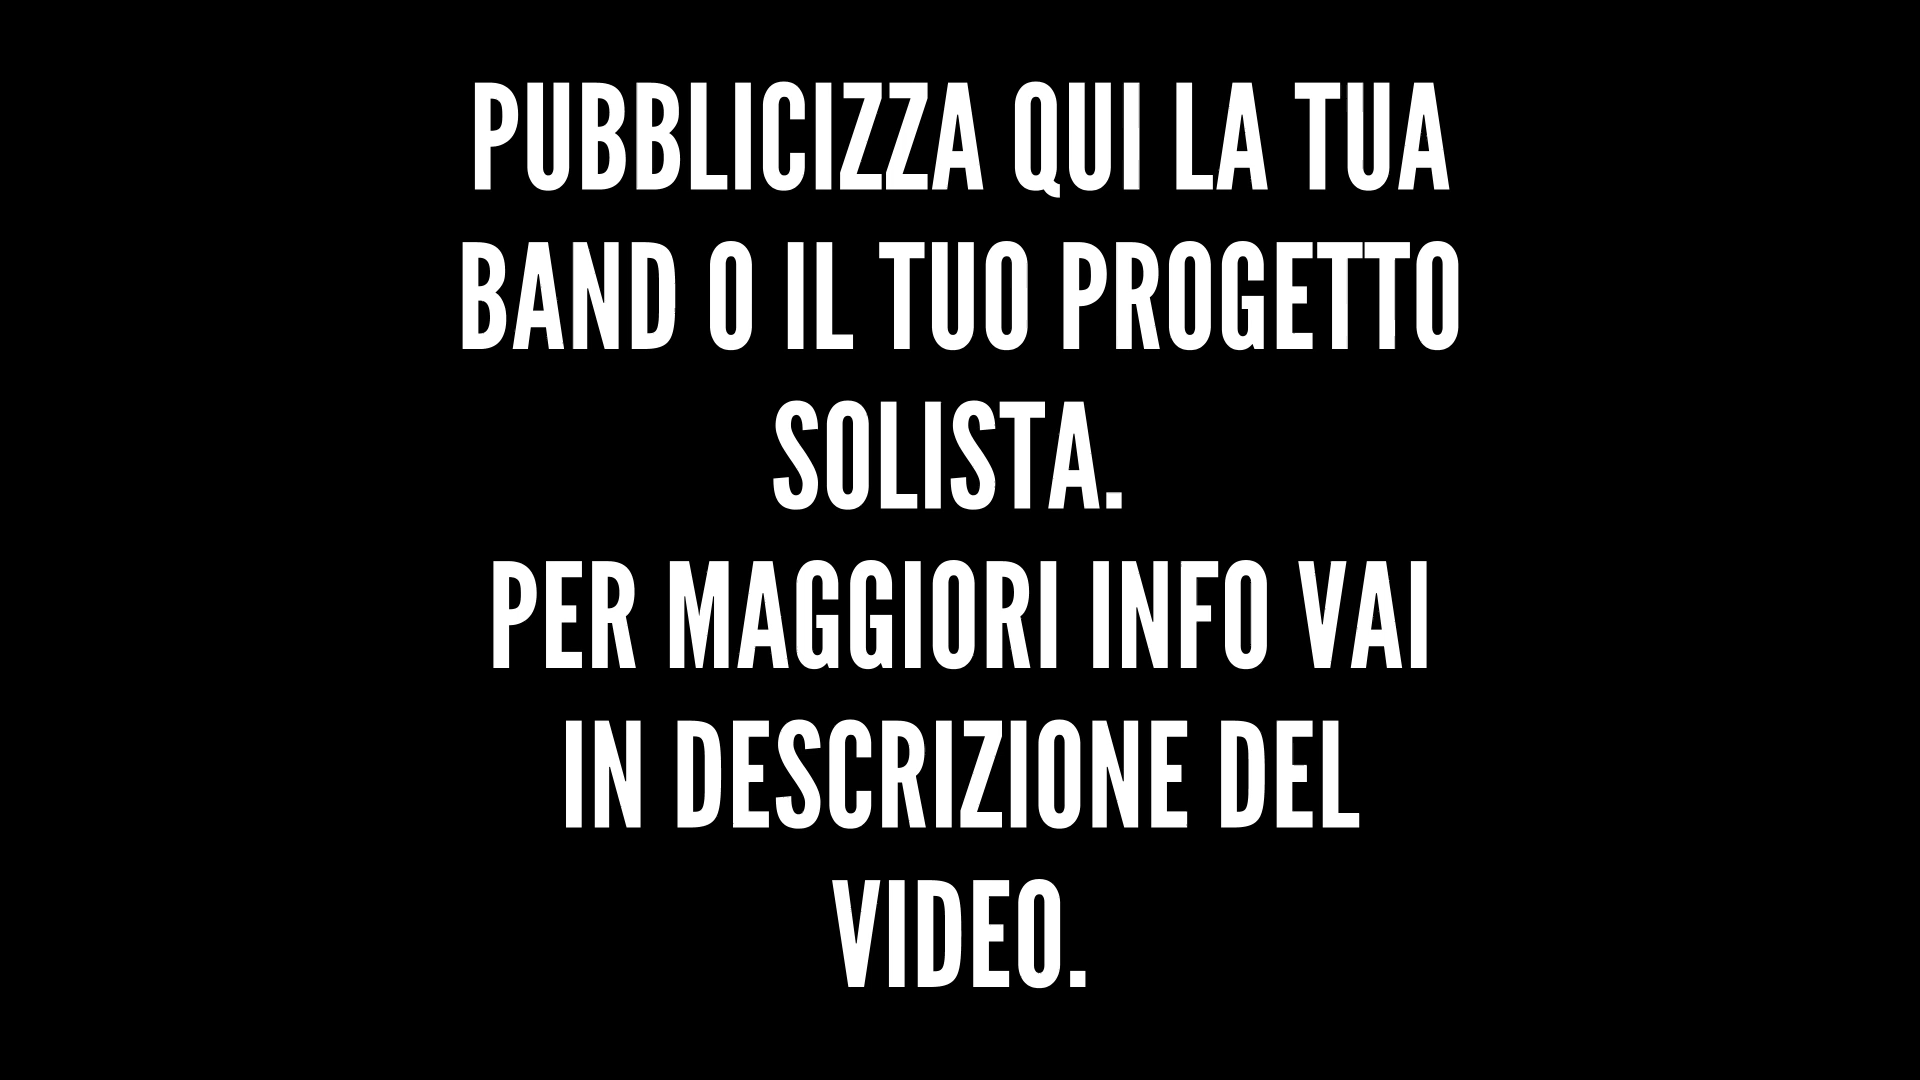 PUBBLICIZZA QUI LA TUA
BAND O IL TUO PROGETTO
SOLISTA.
PER MAGGIORI INFO VAI
IN DESCRIZIONE DEL
VIDEO.